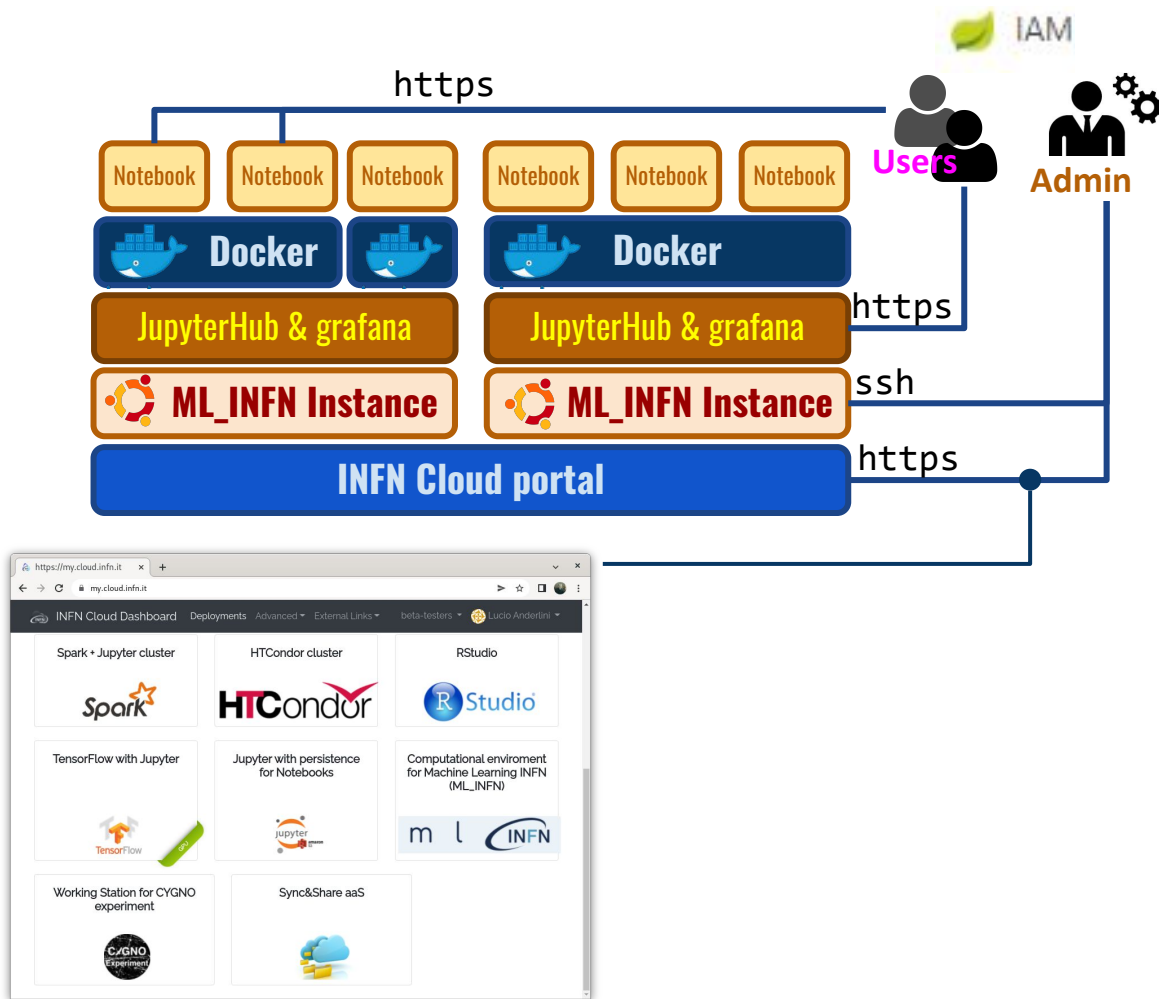 IAM
https
Users
Admin
Notebook Notebook Notebook Notebook Notebook Notebook
Docker Docker
JupyterHub & grafana JupyterHub & grafana
https
ML_INFN Instance ML_INFN Instance
ssh
INFN Cloud portal
https
https://my.cloud.infn.it
my.cloud.infn.it
INFN Cloud Dashboard Deployments Advanced External Links beta-testers Lucio Anderlini
Spark + Jupyter cluster HTCondor cluster RStudio
Spark HTCondor R Studio
TensorFlow with Jupyter
Jupyter with persistence
for Notebooks
Computational enviroment
for Machine Learning INFN
(ML_INFN)
TensorFlow
GPU
jupyter
m l INFN
Working Station for CYGNO
experiment
Sync&Share aaS
CYGNO
Experiment